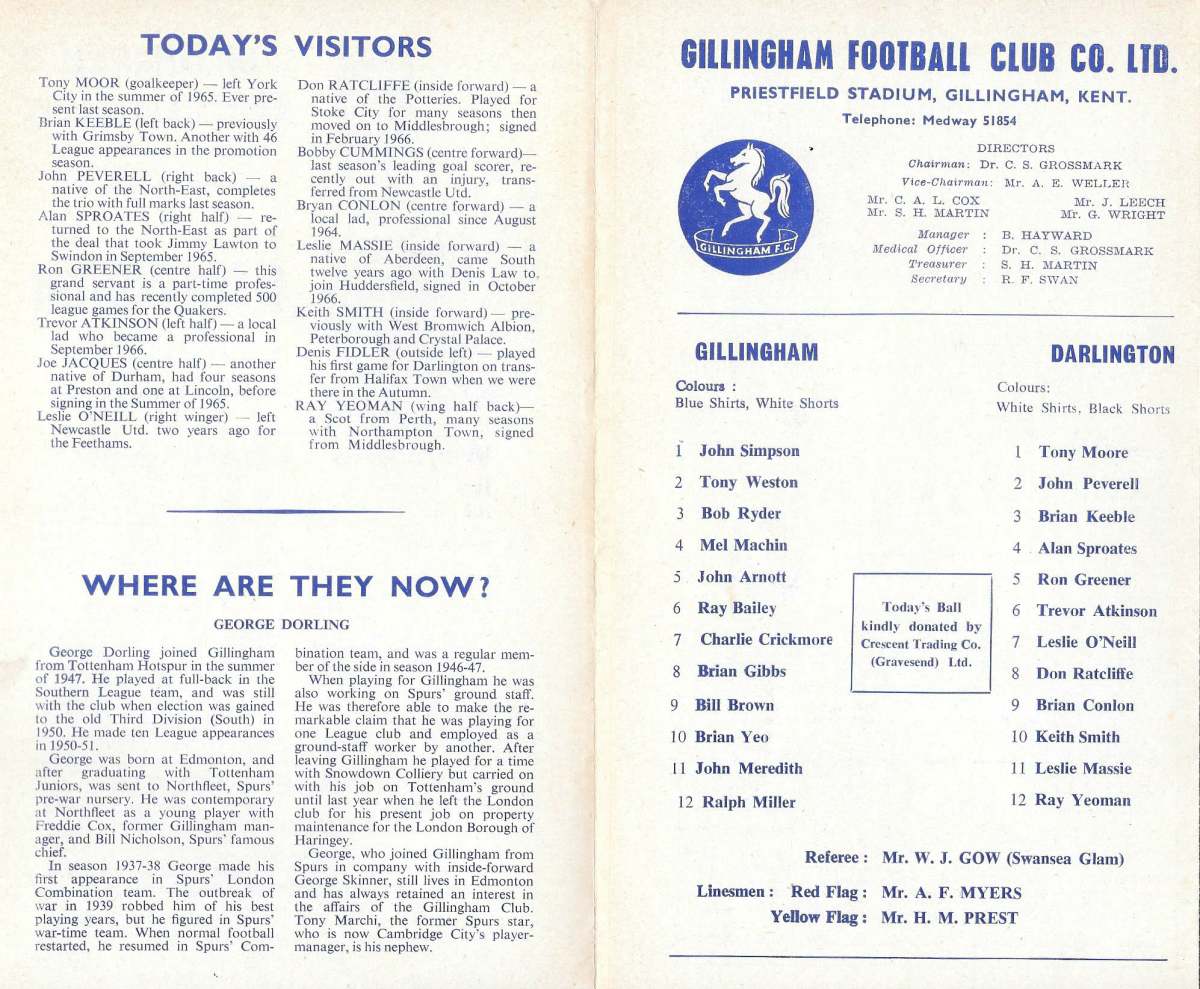 TODAY'S VISITORS
Tony MOOR (goalkeeper) — left York
City in the summer of 1965. Ever pre-
sent last season.
Brian KEEBLE (left back) — previously
with Grimsby Town. Another with 46
League appearances in the promotion
season.
John PEVERELL (right back) — a
native of the North-East, completes
the trio with full marks last season.
Alan SPROATES (right half) — re-
turned to the North-East as part of
the deal that took Jimmy Lawton to
Swindon in September 1965.
Ron GREENER (centre half) — this
grand servant is a part-time profes-
sional and has recently completed 500
league games for the Quakers.
Trevor ATKINSON (left half) — a local
lad who became a professional in
September 1966.
Joe JACQUES (centre half) — another
native of Durham, had four seasons
at Preston and one at Lincoln, before
signing in the Summer of 1965.
Leslie O'NEILL (right winger) — left
Newcastle Utd. two years ago for
the Feethams.
Don RATCLIFFE (inside forward) — a
native of the Potteries. Played for
Stoke City for many seasons then
moved on to Middlesbrough; signed
in February 1966.
Bobby CUMMINGS (centre forward)—
last season's leading goal scorer, re-
cently out with an injury, trans-
ferred from Newcastle Utd.
Bryan CONLON (centre forward) — a
local lad, professional since August
1964.
Leslie MASSIE (inside forward) — a
native of Aberdeen, came South
twelve years ago with Denis Law to
join Huddersfield, signed in October
1966.
Keith SMITH (inside forward) — pre-
viously with West Bromwich Albion,
Peterborough and Crystal Palace.
Denis FIDLER (outside left) — played
his first game for Darlington on trans-
fer from Halifax Town when we were
there in the Autumn.
RAY YEOMAN (wing half back)—
a Scot from Perth, many seasons
with Northampton Town, signed
from Middlesbrough.
WHERE ARE THEY NOW?
GEORGE DORLING
George Dorling joined Gillingham
from Tottenham Hotspur in the summer
of 1947. He played at full-back in the
Southern League team, and was still
with the club when election was gained
to the old Third Division (South) in
1950. He made ten League appearances
in 1950-51.
George was born at Edmonton, and
after graduating with Tottenham
Juniors, was sent to Northfleet, Spurs'
pre-war nursery. He was contemporary
at Northfleet as a young player with
Freddie Cox, former Gillingham man-
ager, and Bill Nicholson, Spurs' famous
chief.
In season 1937-38 George made his
first appearance in Spurs' London
Combination team. The outbreak of
war in 1939 robbed him of his best
playing years, but he figured in Spurs'
war-time team. When normal football
restarted, he resumed in Spurs' Com-
bination team, and was a regular mem-
ber of the side in season 1946-47.
When playing for Gillingham he was
also working on Spurs' ground staff.
He was therefore able to make the re-
markable claim that he was playing for
one League club and employed as a
ground-staff worker by another. After
leaving Gillingham he played for a time
with Snowdown Colliery but carried on
with his job on Tottenham's ground
until last year when he left the London
club for his present job on property
maintenance for the London Borough of
Haringey.
George, who joined Gillingham from
Spurs in company with inside-forward
George Skinner, still lives in Edmonton
and has always retained an interest in
the affairs of the Gillingham Club.
Tony Marchi, the former Spurs star,
who is now Cambridge City's player-
manager, is his nephew.
GILLINGHAM FOOTBALL CLUB CO. LTD.
PRIESTFIELD STADIUM, GILLINGHAM, KENT.
Telephone: Medway 51854
GILLINGHAM F.C.
DIRECTORS
Chairman: Dr. C. S. GROSSMARK
Vice-Chairman: Mr. A. E. WELLER
Mr. C. A. L. COX Mr. J. LEECH
Mr. S. H. MARTIN Mr. G. WRIGHT
Manager : B. HAYWARD
Medical Officer : Dr. C. S. GROSSMARK
Treasurer : S. H. MARTIN
Secretary : R. F. SWAN
GILLINGHAM
Colours :
Blue Shirts, White Shorts
1 John Simpson
2 Tony Weston
3 Bob Ryder
4 Mel Machin
5 John Arnott
6 Ray Bailey
7 Charlie Crickmore
8 Brian Gibbs
9 Bill Brown
10 Brian Yeo
11 John Meredith
12 Ralph Miller
Today's Ball
kindly donated by
Crescent Trading Co.
(Gravesend) Ltd.
DARLINGTON
Colours:
White Shirts, Black Shorts
1 Tony Moore
2 John Peverell
3 Brian Keeble
4 Alan Sproates
5 Ron Greener
6 Trevor Atkinson
7 Leslie O'Neill
8 Don Ratcliffe
9 Brian Conlon
10 Keith Smith
11 Leslie Massie
12 Ray Yeoman
Referee : Mr. W. J. GOW (Swansea Glam)
Linesmen : Red Flag : Mr. A. F. MYERS
Yellow Flag : Mr. H. M. PREST